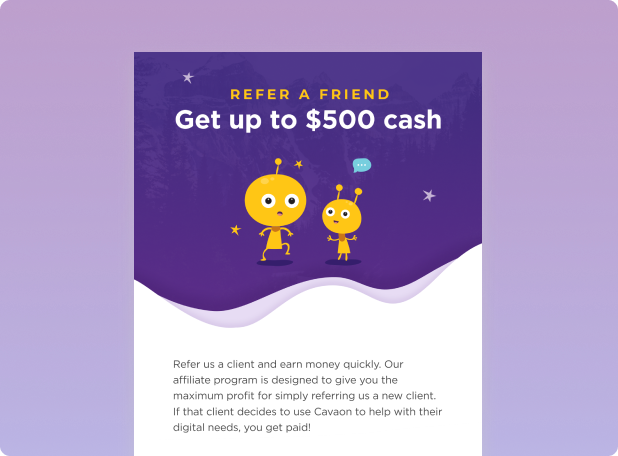 REFER A FRIEND
Get up to $500 cash
Refer us a client and earn money quickly. Our
affiliate program is designed to give you the
maximum profit for simply referring us a new client.
If that client decides to use Cavaon to help with their
digital needs, you get paid!